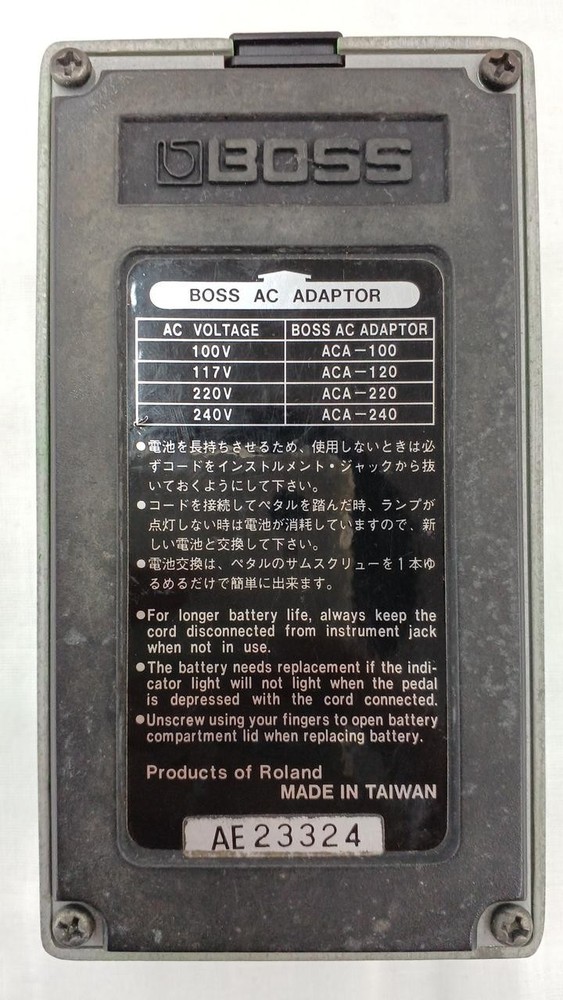 BOSS
BOSS AC ADAPTOR
AC VOLTAGE BOSS AC ADAPTOR
100V ACA-100
117V ACA-120
220V ACA-220
240V ACA-240
●電池を長持ちさせるため、使用しないときは必
ずコードをインストルメント・ジャックから抜
いておくようにして下さい。
●コードを接続してペタルを踏んだ時、ランプが
点灯しない時は電池が消耗していますので、新
しい電池と交換して下さい。
●電池交換は、ペタルのサムスクリューを1本ゆ
るめるだけで簡単に出来ます。
●For longer battery life, always keep the
cord disconnected from instrument jack
when not in use.
●The battery needs replacement if the indi-
cator light will not light when the pedal
is depressed with the cord connected.
●Unscrew using your fingers to open battery
compartment lid when replacing battery.
Products of Roland
MADE IN TAIWAN
AE23324